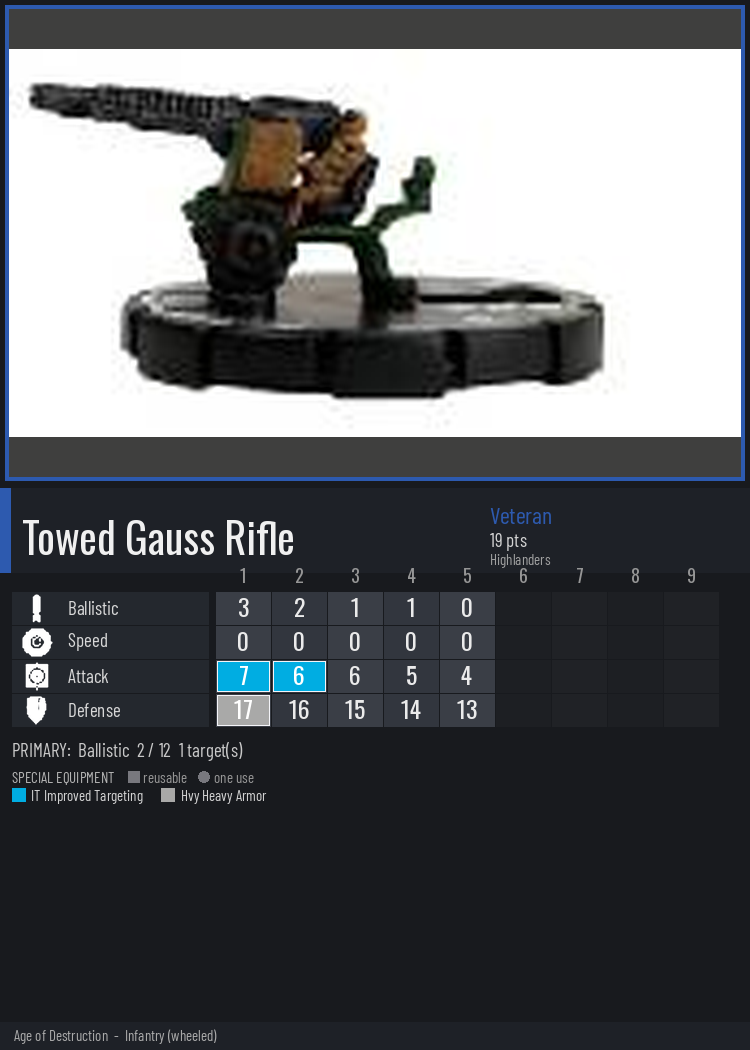 Towed Gauss Rifle
Veteran
19 pts
Highlanders
1 2 3 4 5 6 7 8 9
Ballistic 3 2 1 1 0
Speed 0 0 0 0 0
Attack 7 6 6 5 4
Defense 17 16 15 14 13
PRIMARY: Ballistic 2 / 12 1 target(s)
SPECIAL EQUIPMENT reusable one use
IT Improved Targeting Hvy Heavy Armor
Age of Destruction - Infantry (wheeled)